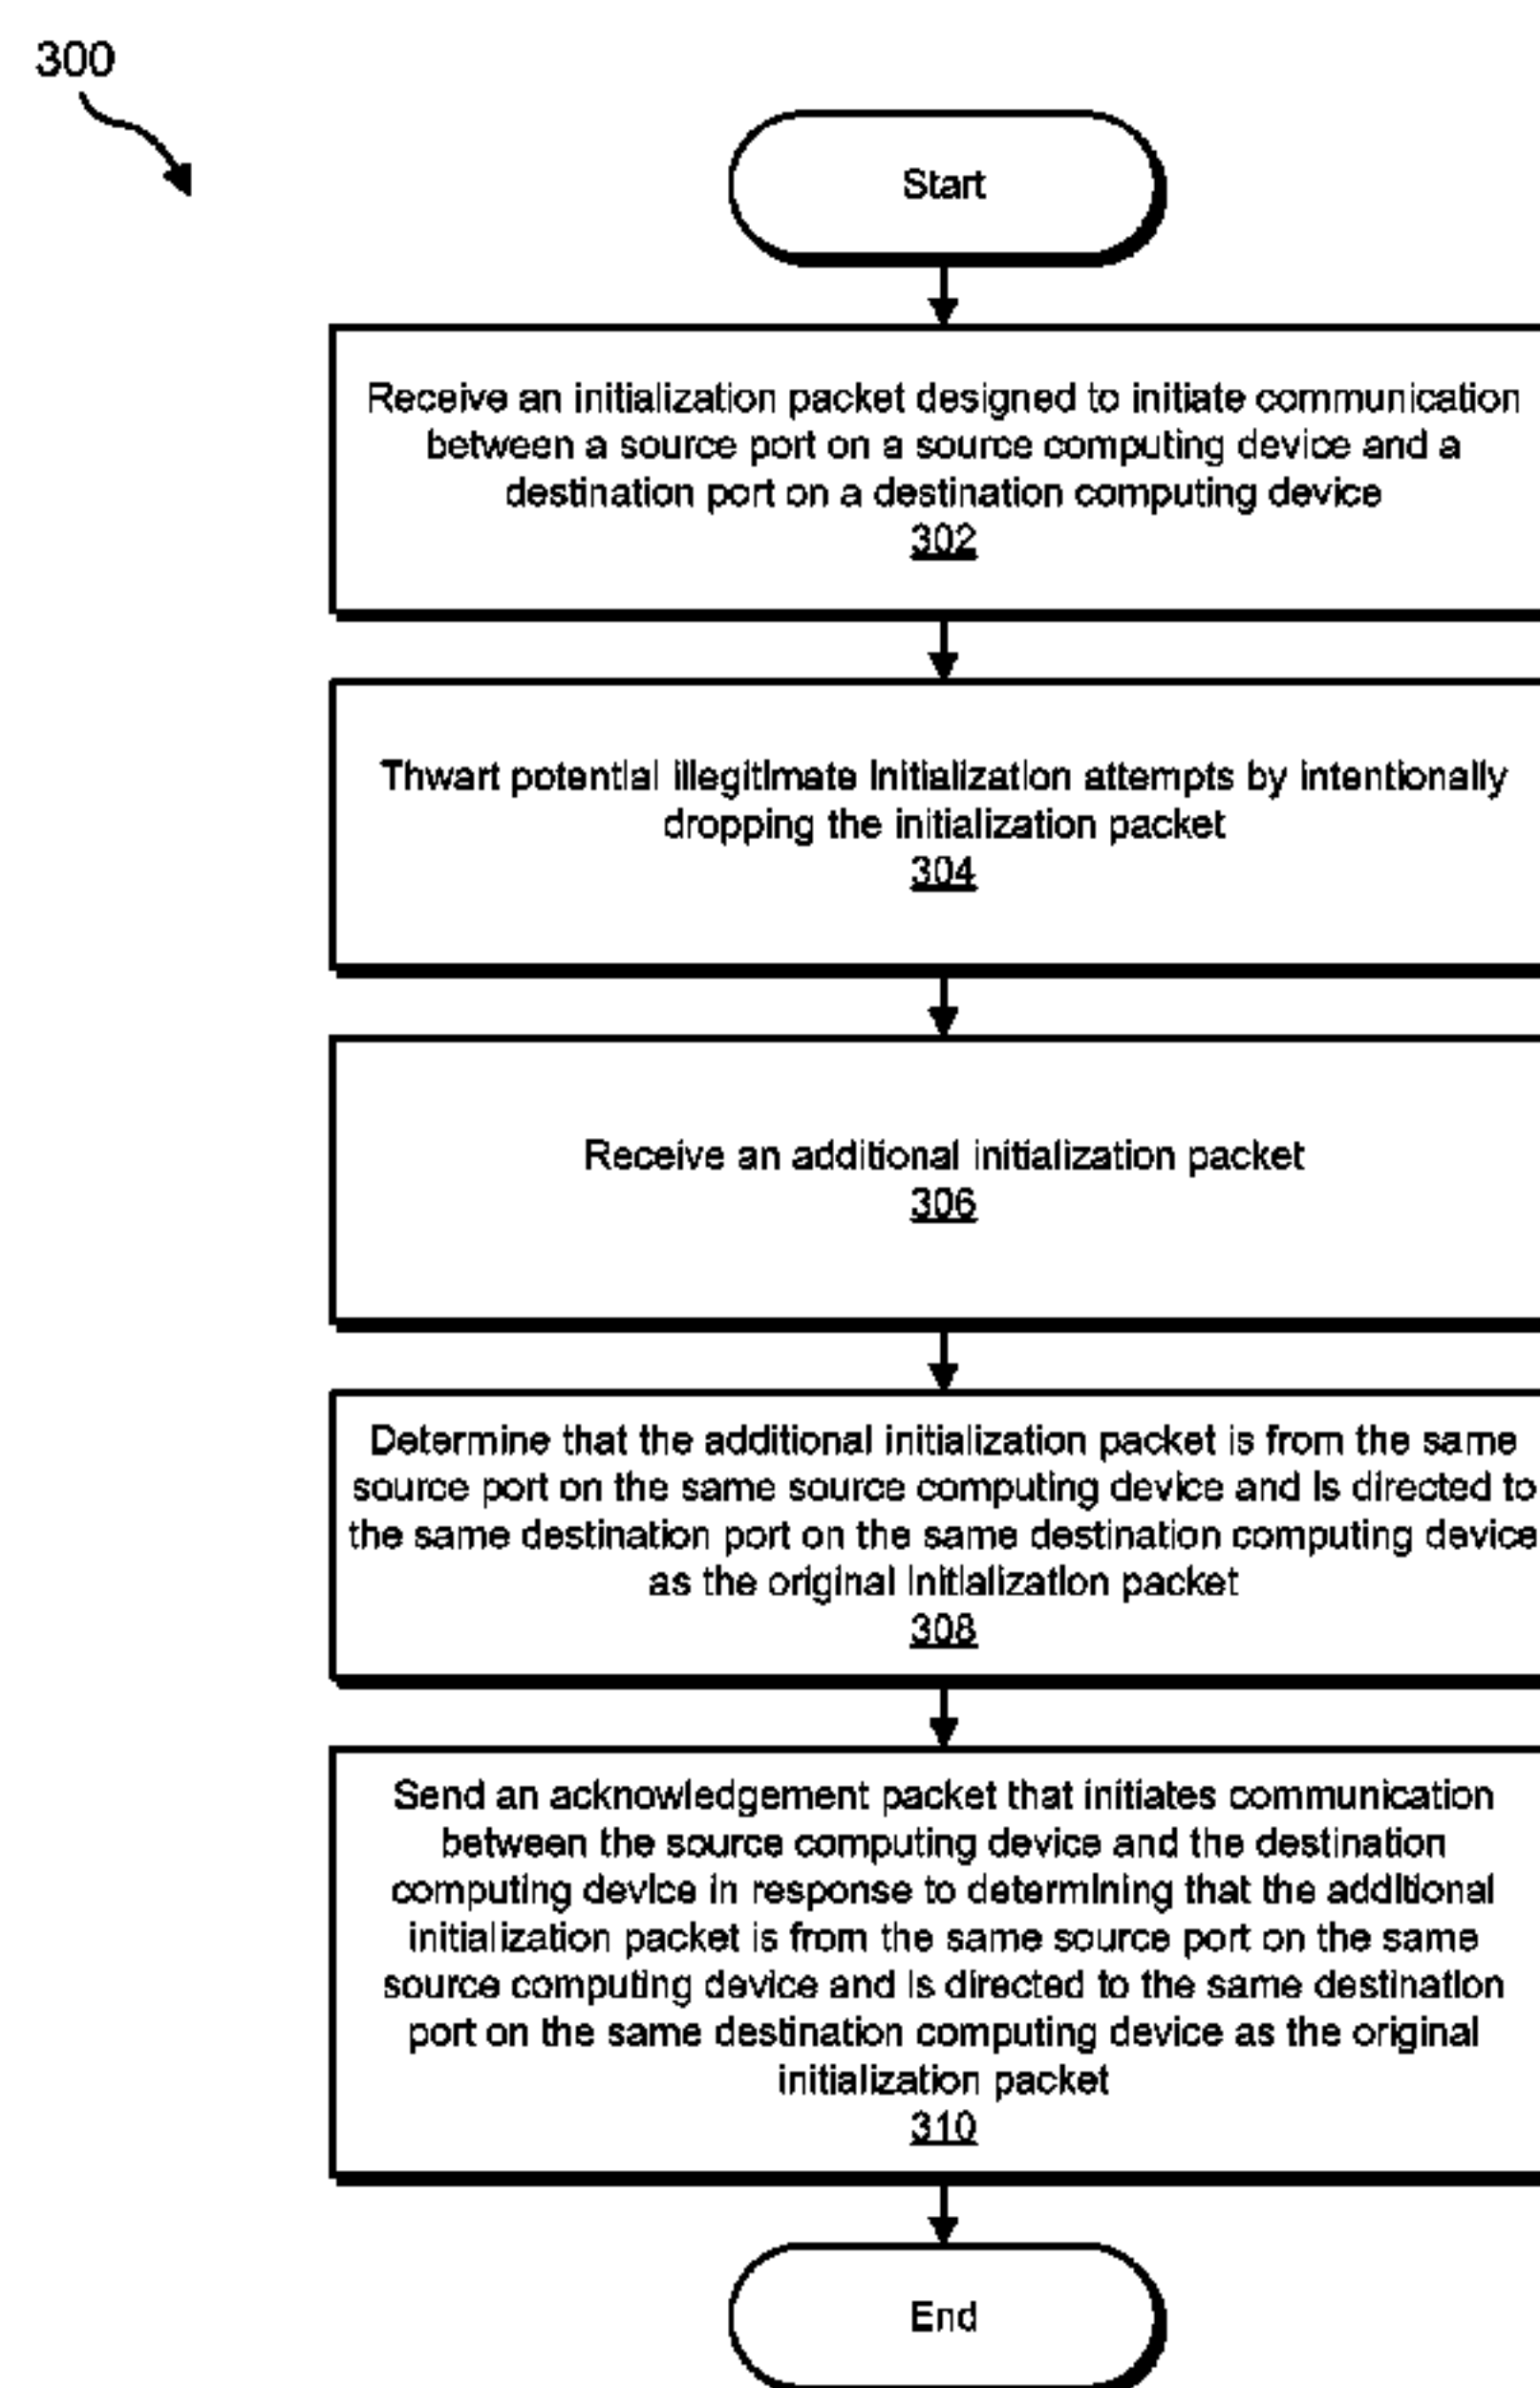 300
Start
Receive an initialization packet designed to initiate communication
between a source port on a source computing device and a
destination port on a destination computing device
302
Thwart potential illegitimate initialization attempts by intentionally
dropping the initialization packet
304
Receive an additional initialization packet
306
Determine that the additional initialization packet is from the same
source port on the same source computing device and is directed to
the same destination port on the same destination computing device
as the original initialization packet
308
Send an acknowledgement packet that initiates communication
between the source computing device and the destination
computing device in response to determining that the additional
initialization packet is from the same source port on the same
source computing device and is directed to the same destination
port on the same destination computing device as the original
initialization packet
310
End